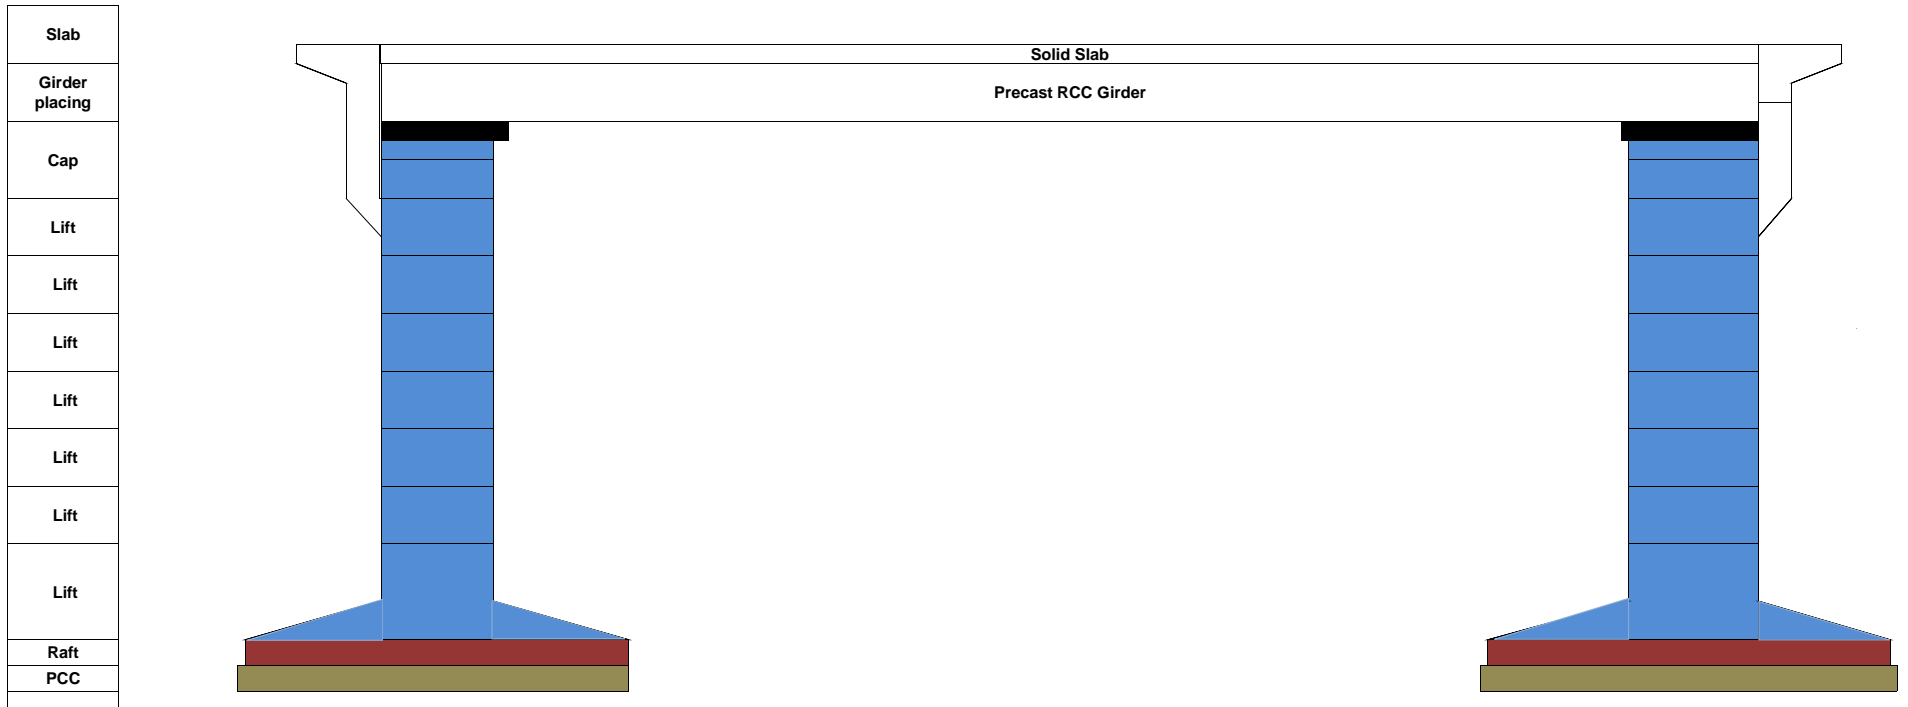 Slab
Solid Slab
Girder
placing
Precast RCC Girder
Cap
Lift
Lift
Lift
Lift
Lift
Lift
Lift
Raft
PCC